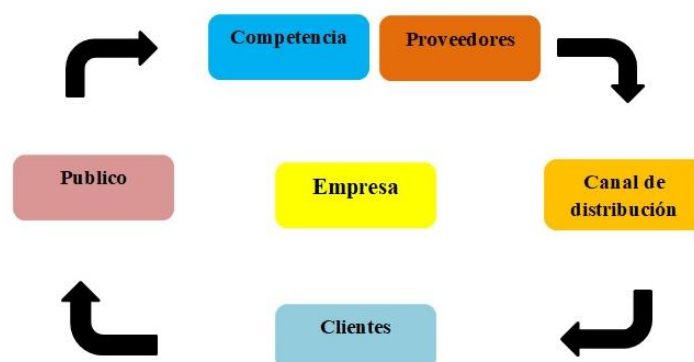 Competencia
Proveedores
Publico
Empresa
Canal de
distribución
Clientes